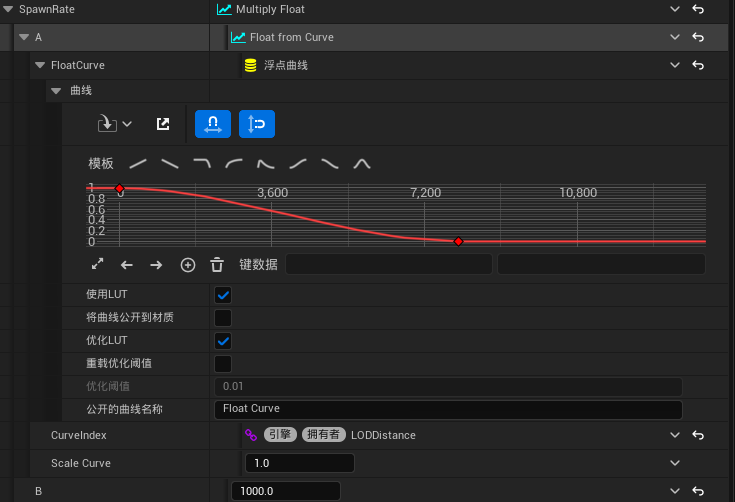 SpawnRate Multiply Float
A Float from Curve
FloatCurve 浮点曲线
曲线
模板
1 0 3,600 7,200 10,800
0.8
0.6
0.4
0.2
0
键数据
使用LUT
将曲线公开到材质
优化LUT
重载优化阈值
优化阈值 0.01
公开的曲线名称 Float Curve
CurveIndex 引擎 拥有者 LODDistance
Scale Curve 1.0
B 1000.0